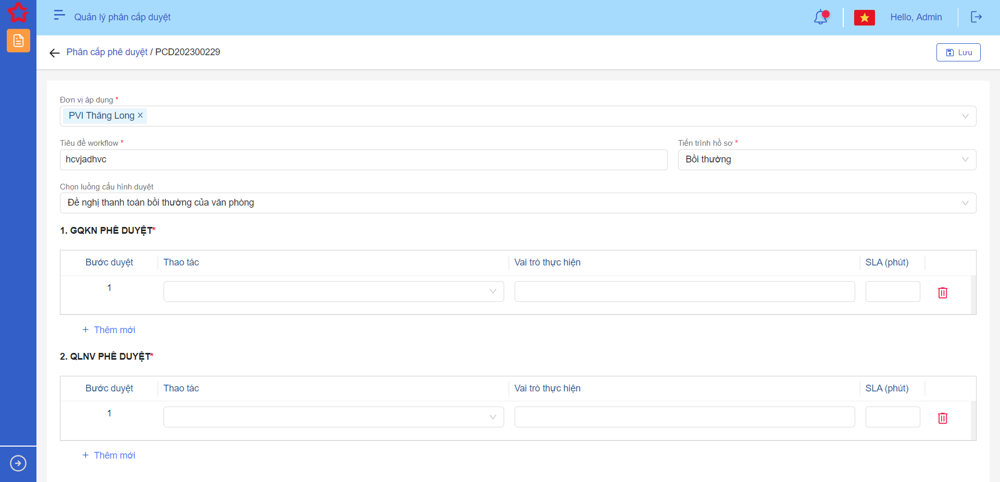 Quản lý phân cấp duyệt
Hello, Admin
Phân cấp phê duyệt / PCD202300229
Lưu
Đơn vị áp dụng *
PVI Thăng Long ×
Tiêu đề workflow *
Tiến trình hồ sơ *
hcvjadhvc
Bồi thường
Chọn luồng cấu hình duyệt
Đề nghị thanh toán bồi thường của văn phòng
1. GQKN PHÊ DUYỆT*
Bước duyệt Thao tác Vai trò thực hiện SLA (phút)
1
+ Thêm mới
2. QLNV PHÊ DUYỆT*
Bước duyệt Thao tác Vai trò thực hiện SLA (phút)
1
+ Thêm mới